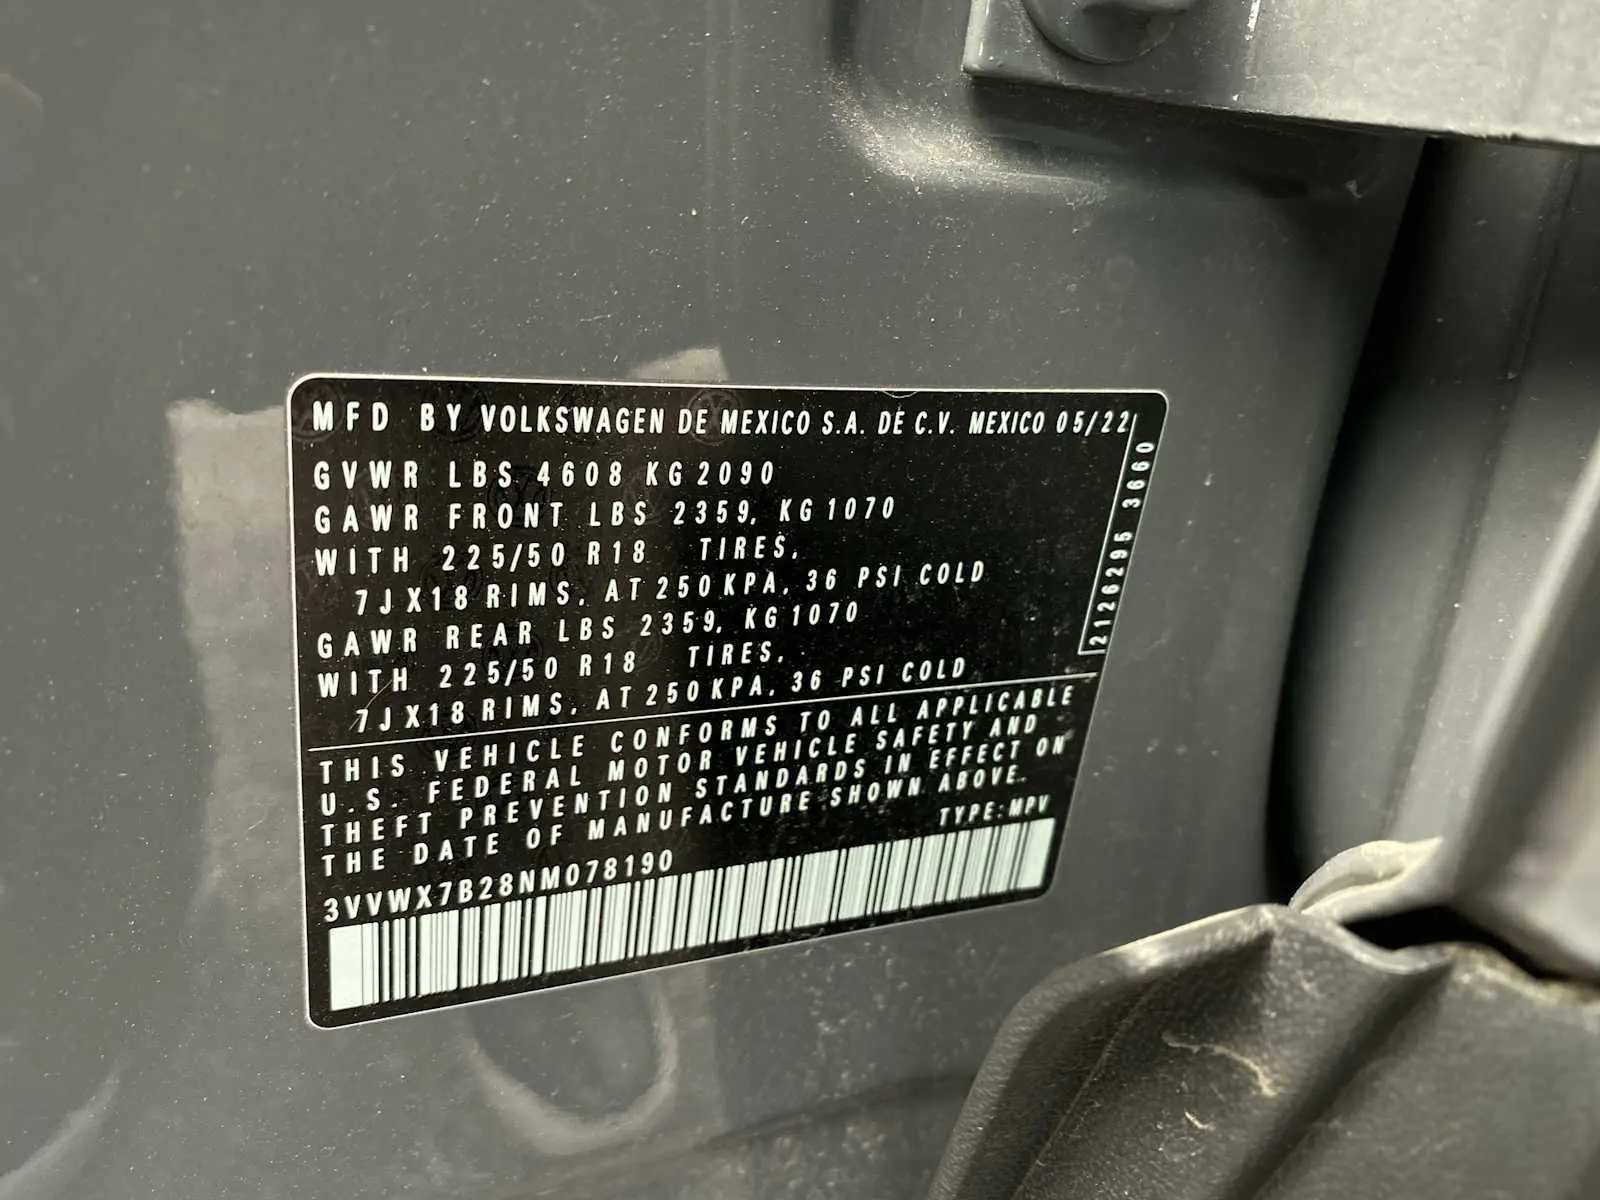 MFD BY VOLKSWAGEN DE MEXICO S.A. DE C.V. MEXICO 05/22
GVWR LBS 4608 KG 2090
GAWR FRONT LBS 2359, KG 1070
WITH 225/50 R18 TIRES,
7JX18 RIMS, AT 250 KPA, 36 PSI COLD
GAWR REAR LBS 2359, KG 1070
WITH 225/50 R18 TIRES,
7JX18 RIMS, AT 250 KPA, 36 PSI COLD
2126295 3660
THIS VEHICLE CONFORMS TO ALL APPLICABLE
U.S. FEDERAL MOTOR VEHICLE SAFETY AND
THEFT PREVENTION STANDARDS IN EFFECT ON
THE DATE OF MANUFACTURE SHOWN ABOVE.
TYPE: MPV
3VVWX7B28NM078190